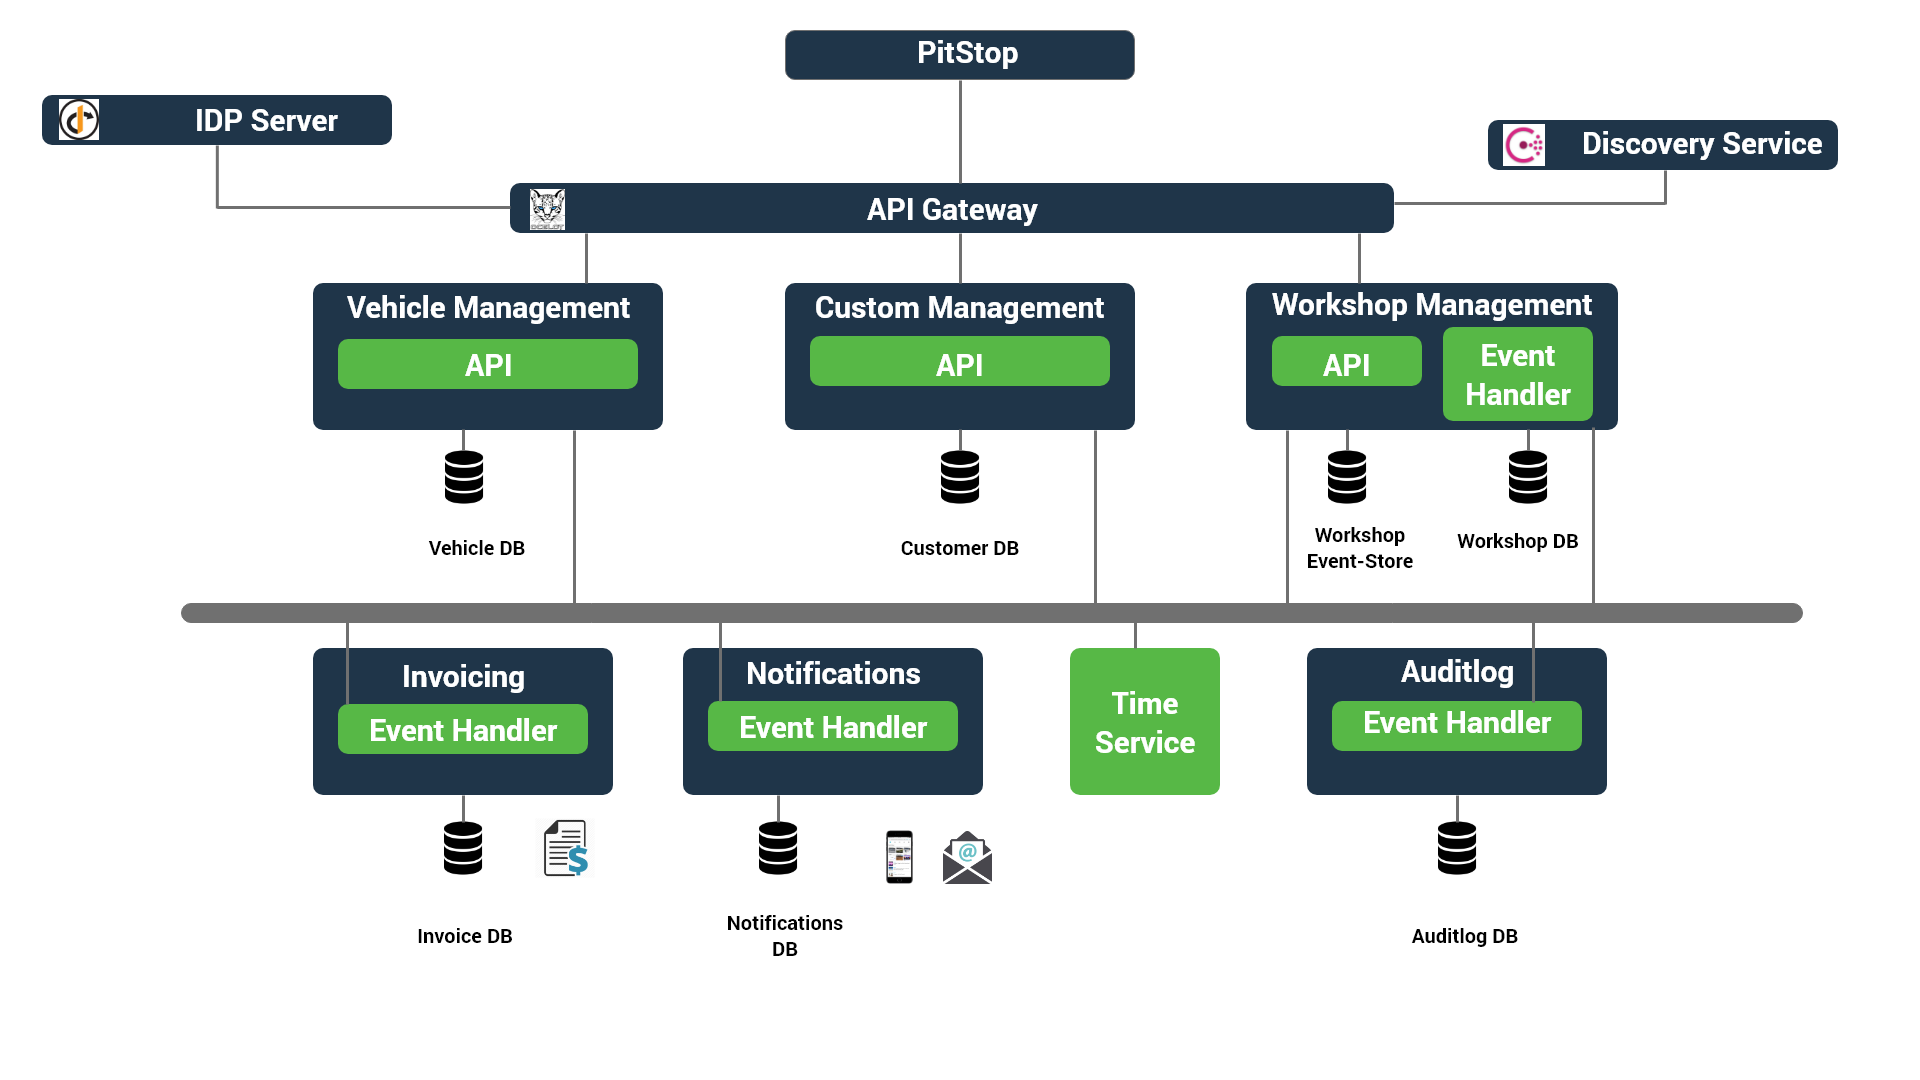 PitStop
IDP Server
Discovery Service
API Gateway
OCELOT
Vehicle Management
API
Custom Management
API
Workshop Management
API
Event
Handler
Vehicle DB
Customer DB
Workshop
Event-Store
Workshop DB
Invoicing
Event Handler
Notifications
Event Handler
Time
Service
Auditlog
Event Handler
$
@
Invoice DB
Notifications
DB
Auditlog DB